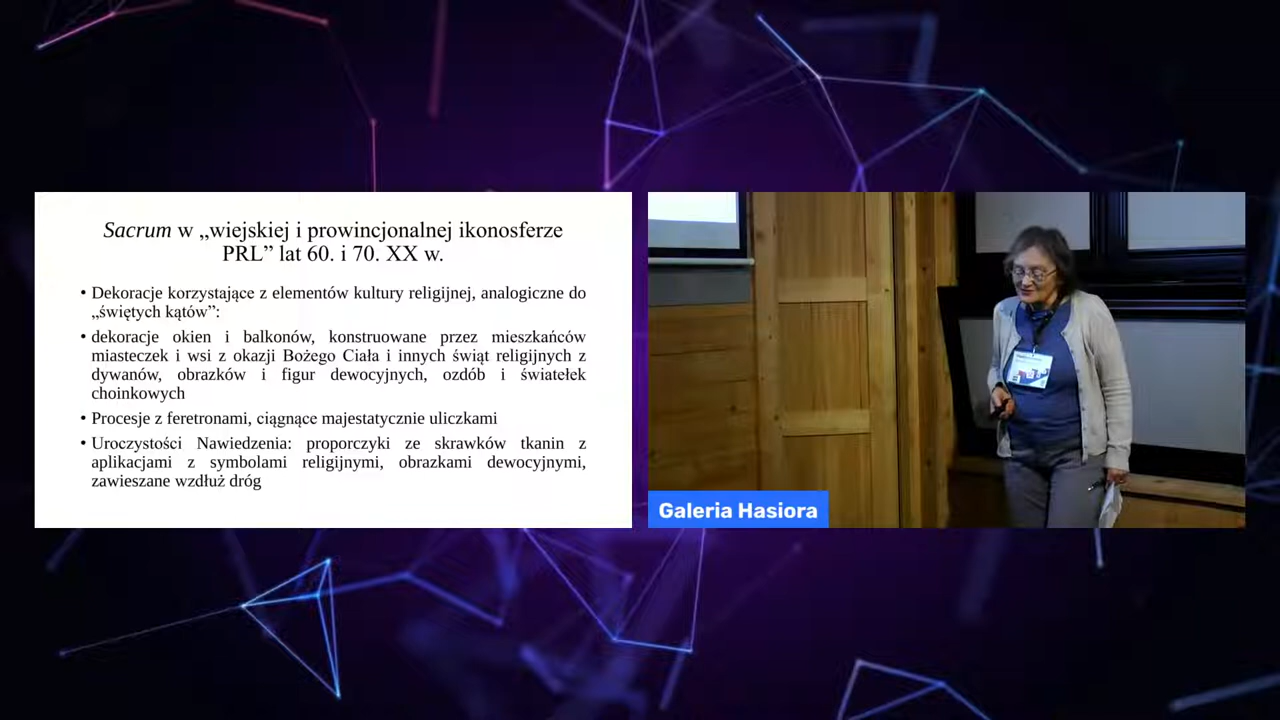 Sacrum w „wiejskiej i prowincjonalnej ikonosferze
PRL” lat 60. i 70. XX w.
• Dekoracje korzystające z elementów kultury religijnej, analogiczne do
„świętych kątów”:
• dekoracje okien i balkonów, konstruowane przez mieszkańców
miasteczek i wsi z okazji Bożego Ciała i innych świąt religijnych z
dywanów, obrazków i figur dewocyjnych, ozdób i światełek
choinkowych
• Procesje z feretronami, ciągnące majestatycznie uliczkami
• Uroczystości Nawiedzenia: proporczyki ze skrawków tkanin z
aplikacjami z symbolami religijnymi, obrazkami dewocyjnymi,
zawieszane wzdłuż dróg
Galeria Hasiora